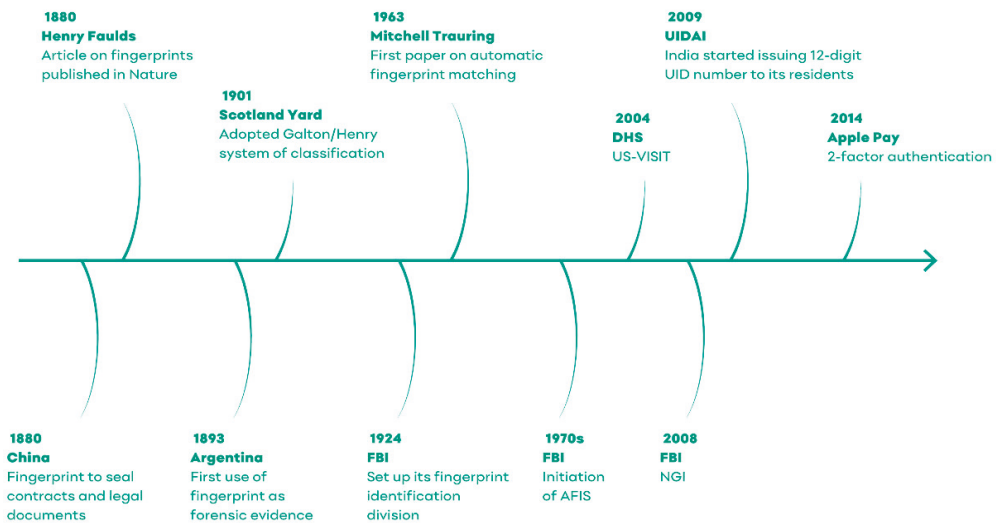 1880
Henry Faulds
Article on fingerprints
published in Nature
1963
Mitchell Trauring
First paper on automatic
fingerprint matching
2009
UIDAI
India started issuing 12-digit
UID number to its residents
1901
Scotland Yard
Adopted Galton/Henry
system of classification
2004
DHS
US-VISIT
2014
Apple Pay
2-factor authentication
1880
China
Fingerprint to seal
contracts and legal
documents
1893
Argentina
First use of
fingerprint as
forensic evidence
1924
FBI
Set up its fingerprint
identification
division
1970s
FBI
Initiation
of AFIS
2008
FBI
NGI